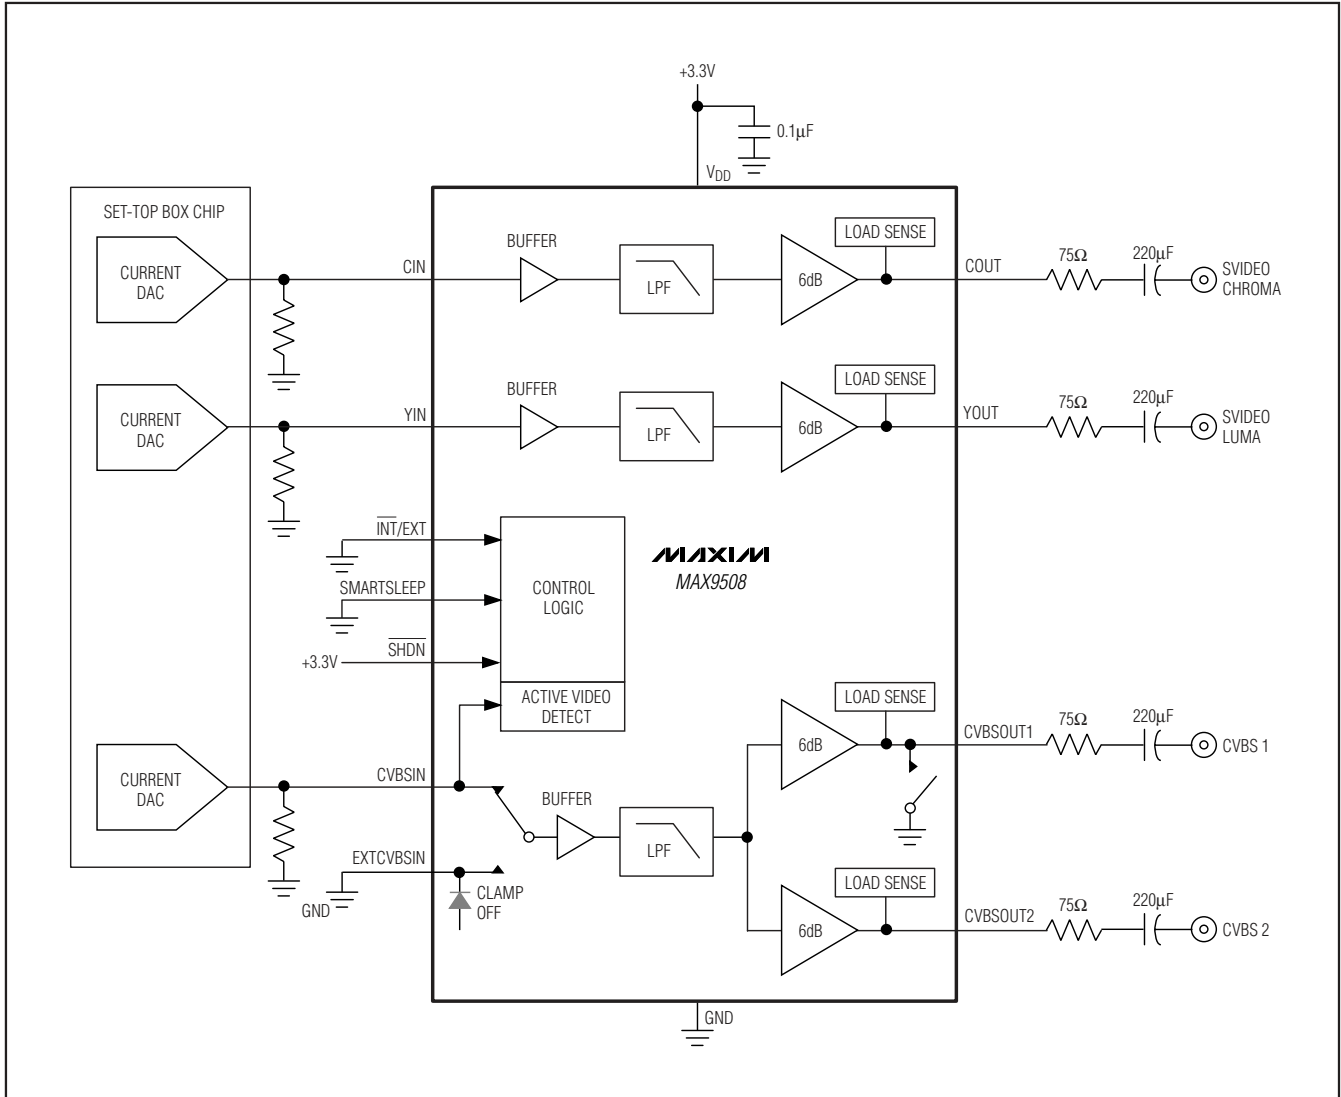 +3.3V
0.1μF
VDD
SET-TOP BOX CHIP
CURRENT
DAC
CIN
BUFFER
LPF
6dB
LOAD SENSE
COUT
75Ω
220μF
SVIDEO
CHROMA
CURRENT
DAC
YIN
BUFFER
LPF
6dB
LOAD SENSE
YOUT
75Ω
220μF
SVIDEO
LUMA
INT/EXT
SMARTSLEEP
+3.3V
SHDN
CONTROL
LOGIC
ACTIVE VIDEO
DETECT
MAXIM
MAX9508
CURRENT
DAC
CVBSIN
BUFFER
LPF
EXTCVBSIN
GND
CLAMP
OFF
6dB
LOAD SENSE
CVBSOUT1
75Ω
220μF
CVBS 1
6dB
LOAD SENSE
CVBSOUT2
75Ω
220μF
CVBS 2
GND